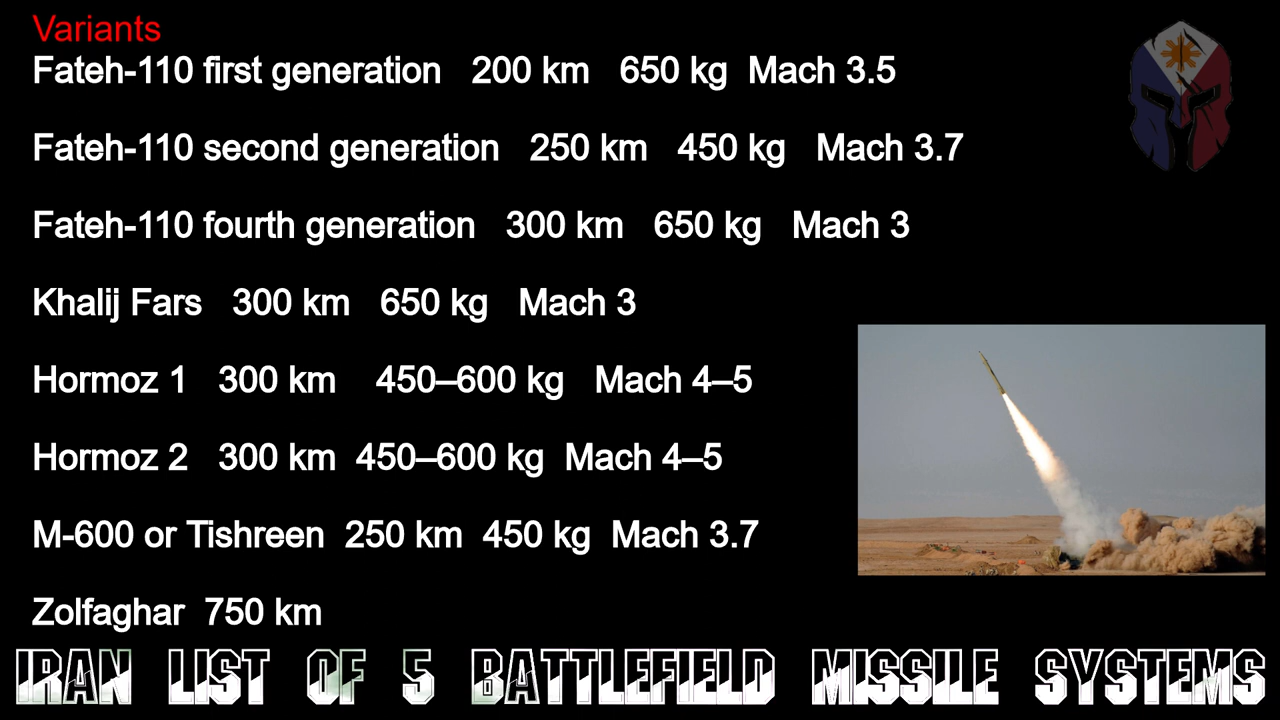 Variants
Fateh-110 first generation 200 km 650 kg Mach 3.5
Fateh-110 second generation 250 km 450 kg Mach 3.7
Fateh-110 fourth generation 300 km 650 kg Mach 3
Khalij Fars 300 km 650 kg Mach 3
Hormoz 1 300 km 450–600 kg Mach 4–5
Hormoz 2 300 km 450–600 kg Mach 4–5
M-600 or Tishreen 250 km 450 kg Mach 3.7
Zolfaghar 750 km
IRAN LIST OF 5 BATTLEFIELD MISSILE SYSTEMS